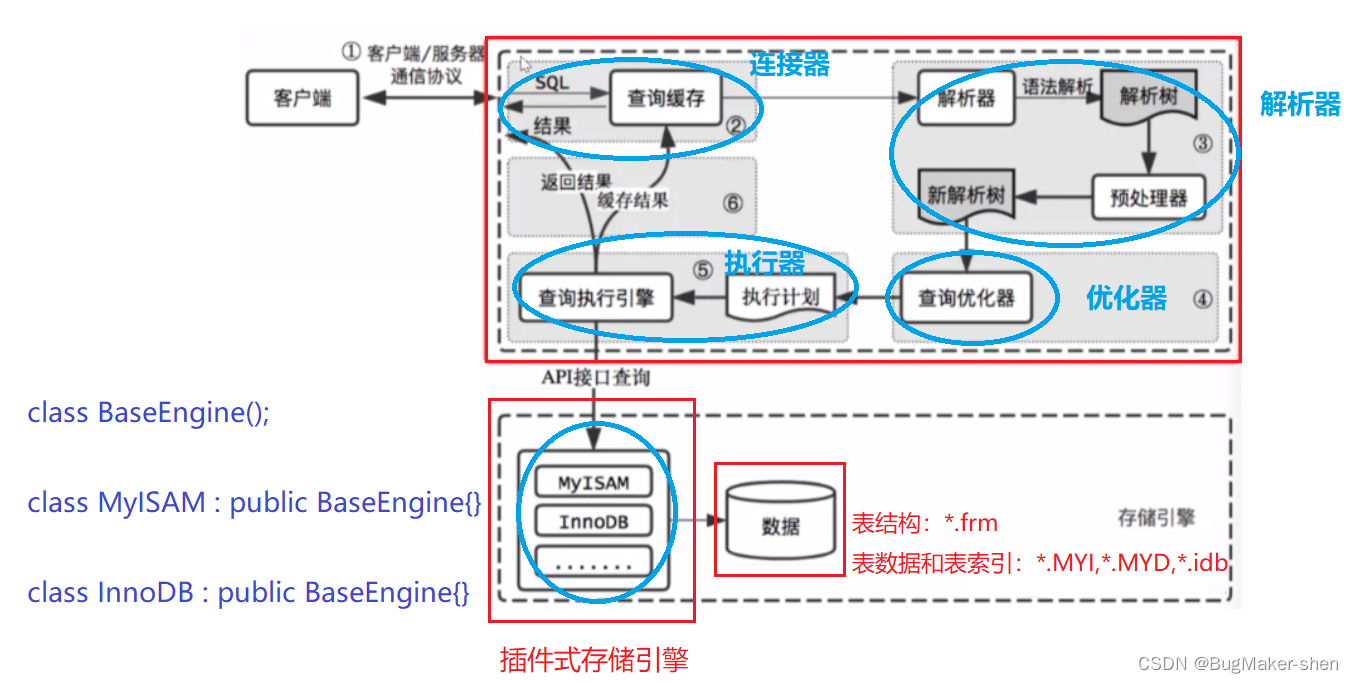 ① 客户端/服务器
通信协议
客户端
SQL
结果
查询缓存
②
连接器
解析器
语法解析
解析树
③
解析器
新解析树
预处理器
返回结果
缓存结果
⑥
查询执行引擎
⑤
执行器
执行计划
查询优化器
优化器
④
API接口查询
class BaseEngine();
class MyISAM : public BaseEngine{}
class InnoDB : public BaseEngine{}
MyISAM
InnoDB
.......
数据
表结构：*.frm
表数据和表索引：*.MYI,*.MYD,*.idb
存储引擎
插件式存储引擎
CSDN @BugMaker-shen